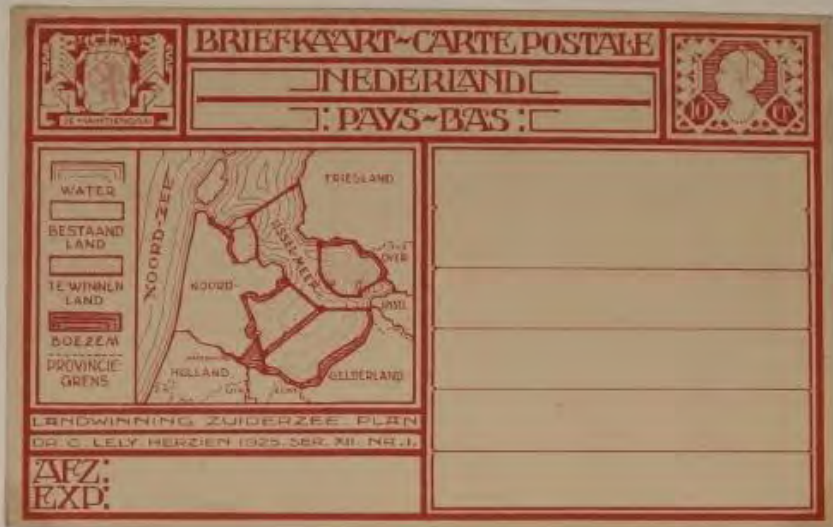 BRIEFKAART~CARTE POSTALE
NEDERLAND
: PAYS~BAS :
JE MAINTIENDRAI
10 CT
WATER
BESTAAND
LAND
TE WINNEN
LAND
BOEZEM
PROVINCIE-
GRENS
NOORD-ZEE
FRIESLAND
IJSSEL-MEER
OVER
IJSSEL
NOORD-
HOLLAND
GELDERLAND
LANDWINNING ZUIDERZEE. PLAN
DR. C. LELY HERZIEN 1925. SER. XII. NR. 1.
AFZ:
EXP: